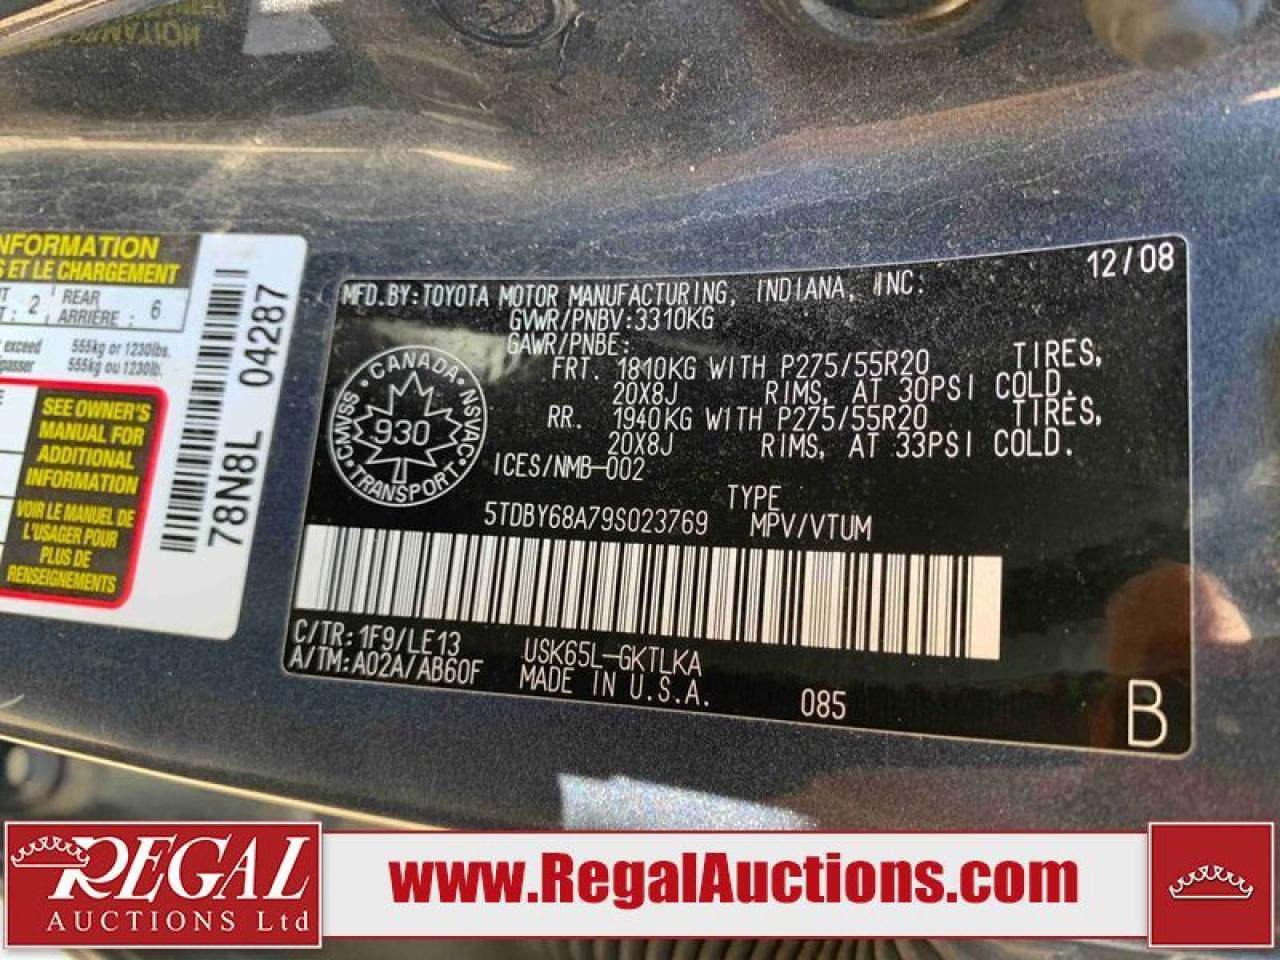 NFORMATION
S ET LE CHARGEMENT
NT : 2 REAR ARRIÈRE : 6
exceed 555kg or 1230lbs.
passer 555kg ou 1230lb.
SEE OWNER'S
MANUAL FOR
ADDITIONAL
INFORMATION
VOIR LE MANUEL DE
L'USAGER POUR
PLUS DE
RENSEIGNEMENTS
78N8L 04287
12/08
MFD.BY:TOYOTA MOTOR MANUFACTURING, INDIANA, INC.
GVWR/PNBV:3310KG
GAWR/PNBE:
FRT. 1810KG WITH P275/55R20 TIRES,
20X8J RIMS, AT 30PSI COLD.
RR. 1940KG WITH P275/55R20 TIRES,
20X8J RIMS, AT 33PSI COLD.
ICES/NMB-002
CANADA
930
CMVSS NSVAC
TRANSPORT
TYPE
5TDBY68A79S023769 MPV/VTUM
C/TR:1F9/LE13 USK65L-GKTLKA
A/TM:A02A/AB60F MADE IN U.S.A. 085
B
REGAL
AUCTIONS Ltd
www.RegalAuctions.com